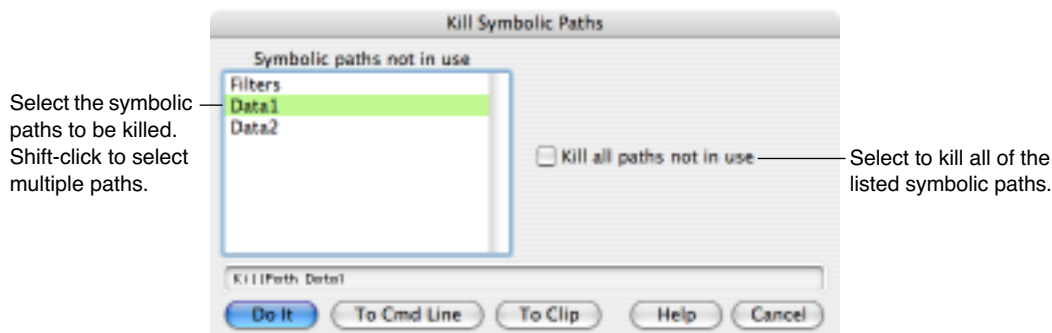 Kill Symbolic Paths
Symbolic paths not in use
Filters
Data1
Data2
Select the symbolic
paths to be killed.
Shift-click to select
multiple paths.
Kill all paths not in use
Select to kill all of the
listed symbolic paths.
KillPath Data1
Do It
To Cmd Line
To Clip
Help
Cancel